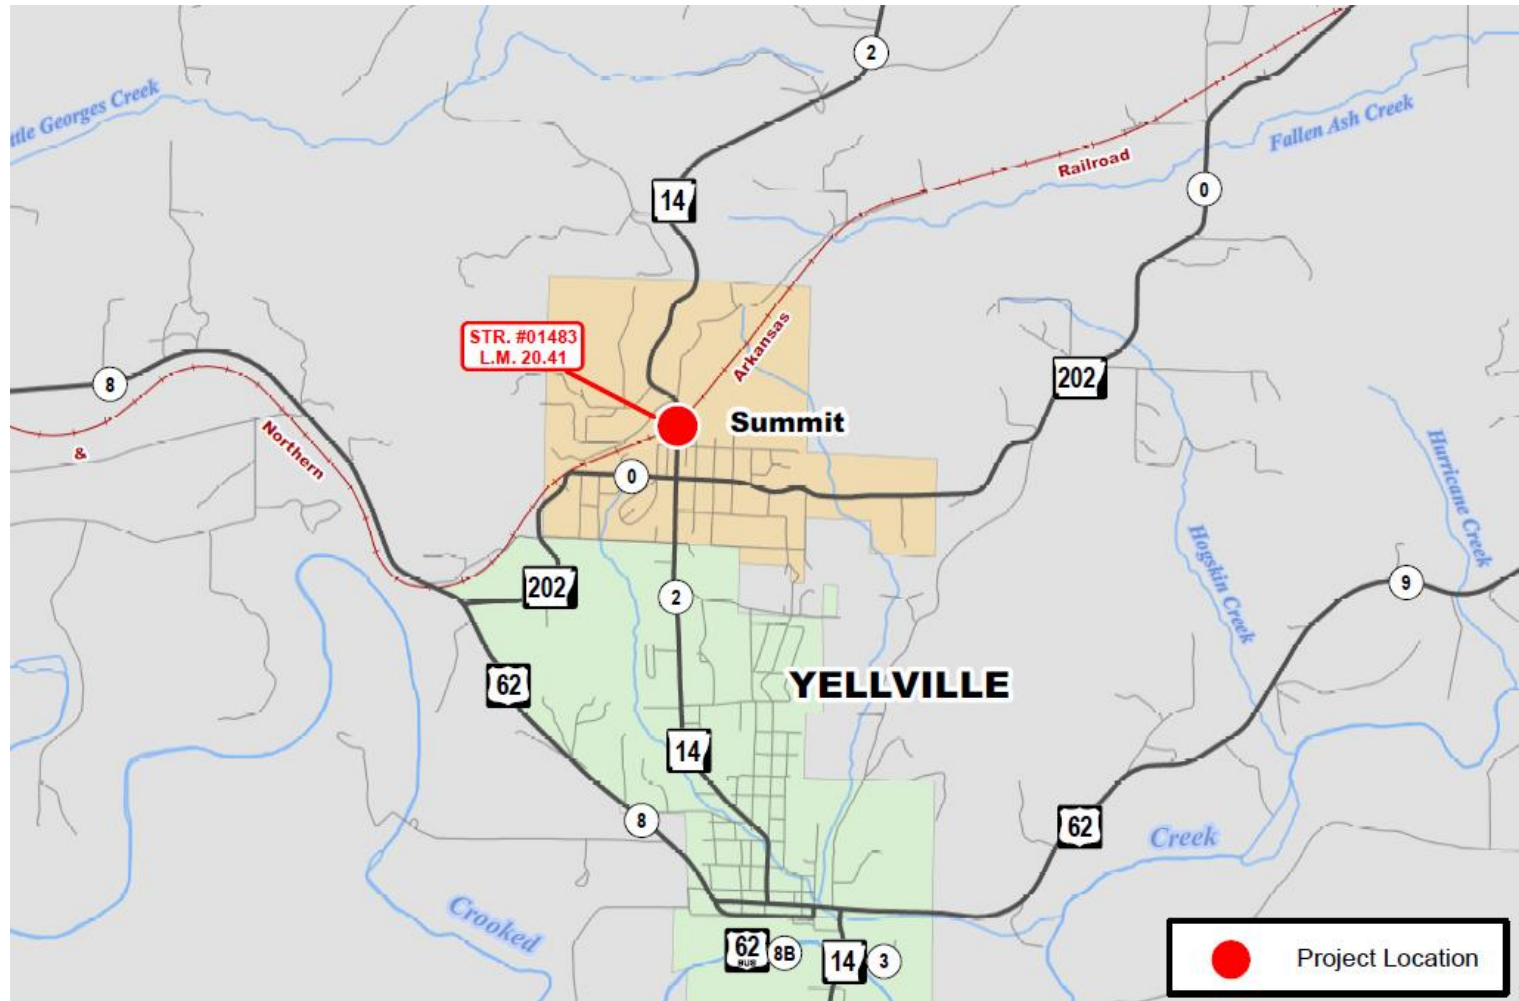 2
ttle Georges Creek
Fallen Ash Creek
Railroad
14
0
STR. #01483
L.M. 20.41
Arkansas
8
202
Summit
&
Northern
0
Hurricane Creek
Hogskin Creek
202
2
9
62
YELLVILLE
14
8
62
Creek
Crooked
62
BUS
8B
14
3
Project Location